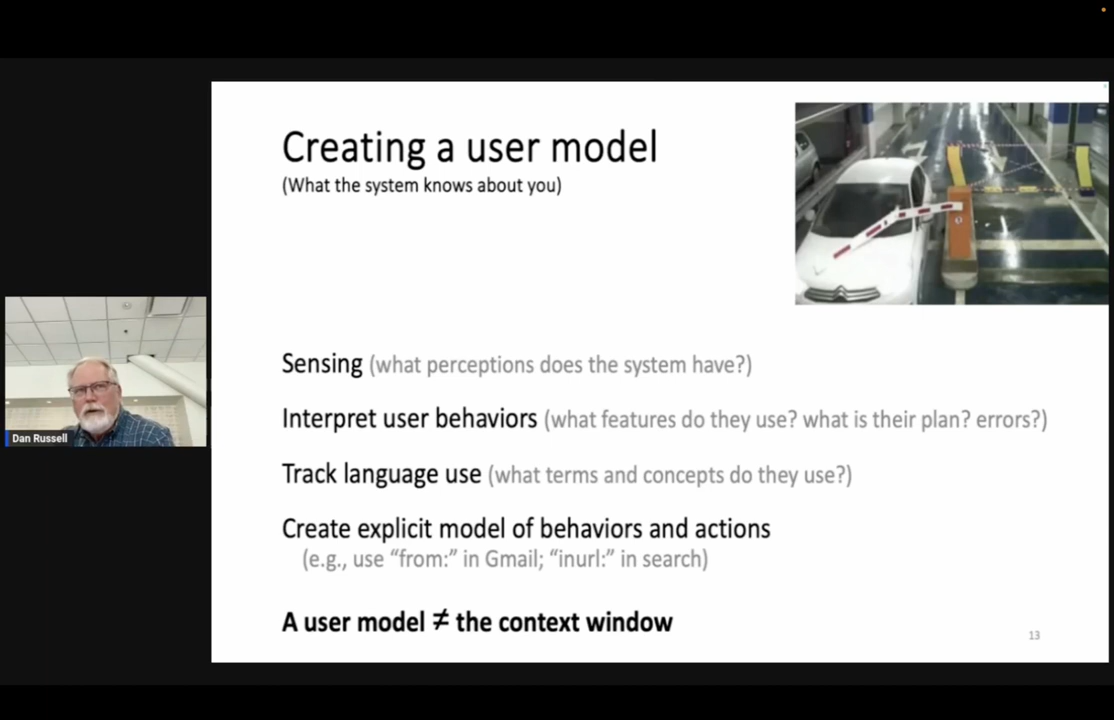 Creating a user model
(What the system knows about you)
Sensing (what perceptions does the system have?)
Interpret user behaviors (what features do they use? what is their plan? errors?)
Track language use (what terms and concepts do they use?)
Create explicit model of behaviors and actions
(e.g., use “from:” in Gmail; “inurl:” in search)
A user model ≠ the context window
13
Dan Russell